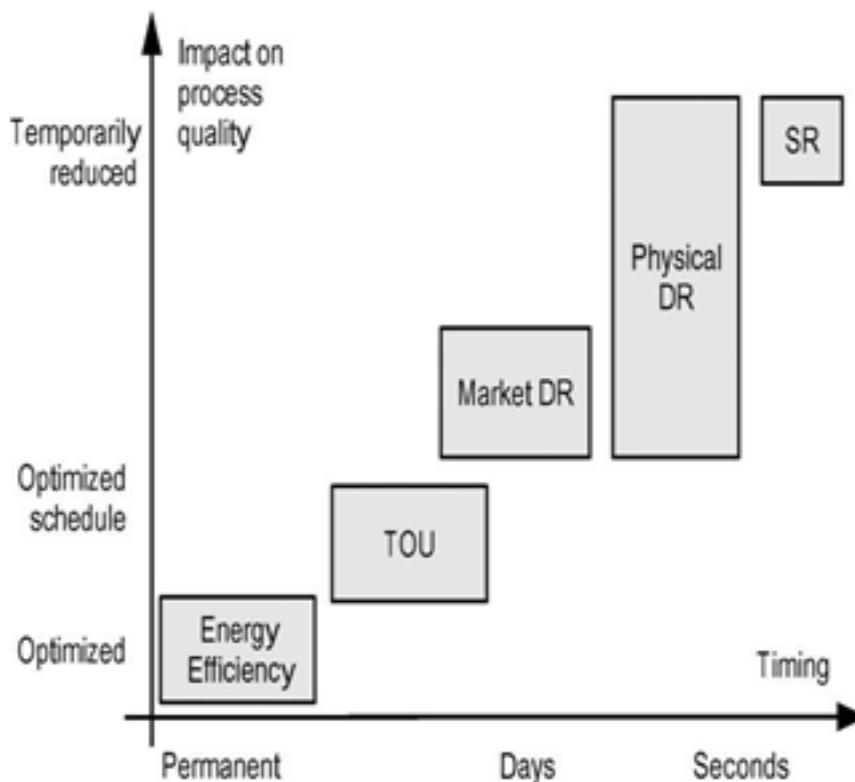 Impact on
process
quality
Temporarily
reduced
SR
Physical
DR
Market DR
Optimized
schedule
TOU
Energy
Efficiency
Optimized
Timing
Permanent
Days
Seconds